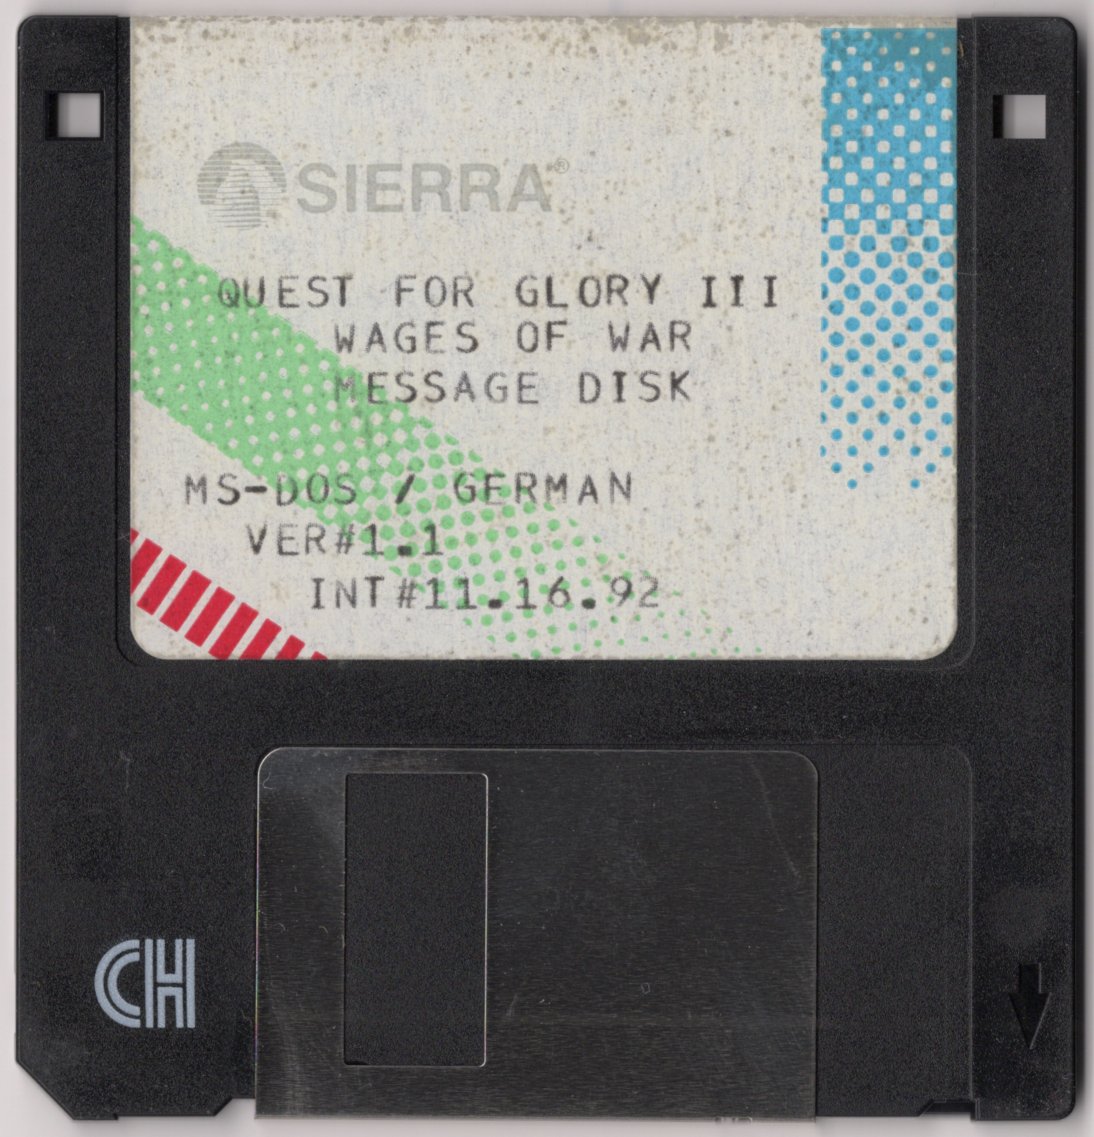 SIERRA®
QUEST FOR GLORY III
WAGES OF WAR
MESSAGE DISK
MS-DOS / GERMAN
VER#1.1
INT#11.16.92
CH